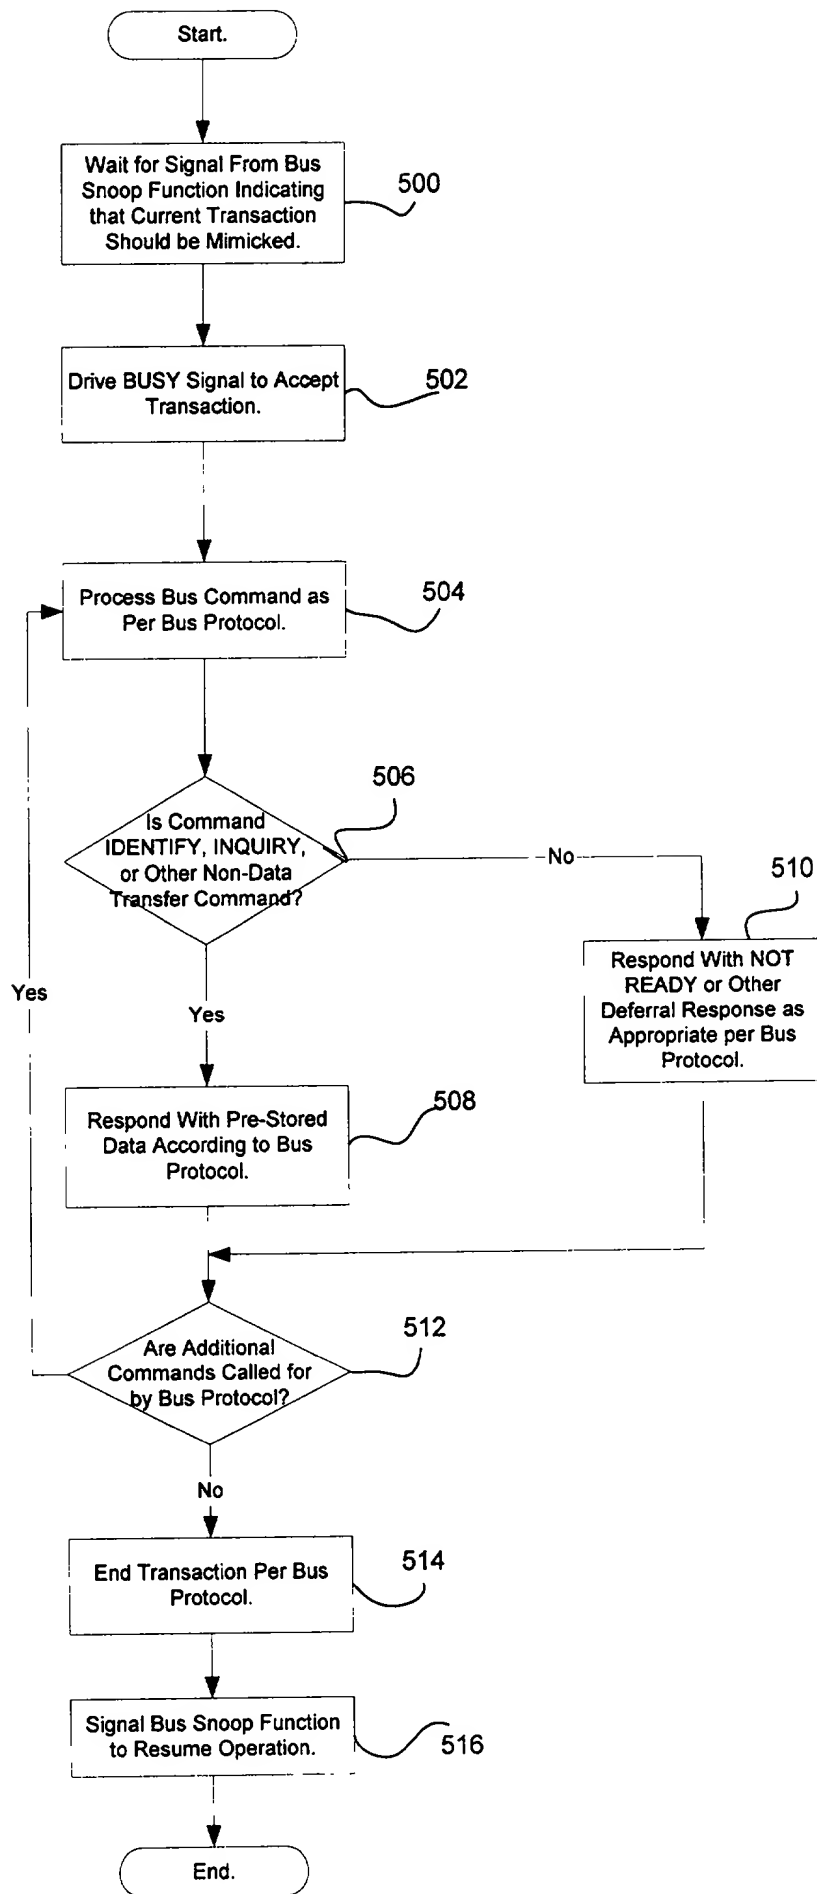 Start.
Wait for Signal From Bus
Snoop Function Indicating
that Current Transaction
Should be Mimicked.
500
Drive BUSY Signal to Accept
Transaction.
502
Process Bus Command as
Per Bus Protocol.
504
506
Is Command
IDENTIFY, INQUIRY,
or Other Non-Data
Transfer Command?
No
510
Respond With NOT
READY or Other
Deferral Response as
Appropriate per Bus
Protocol.
Yes
Yes
508
Respond With Pre-Stored
Data According to Bus
Protocol.
512
Are Additional
Commands Called for
by Bus Protocol?
No
End Transaction Per Bus
Protocol.
514
Signal Bus Snoop Function
to Resume Operation.
516
End.